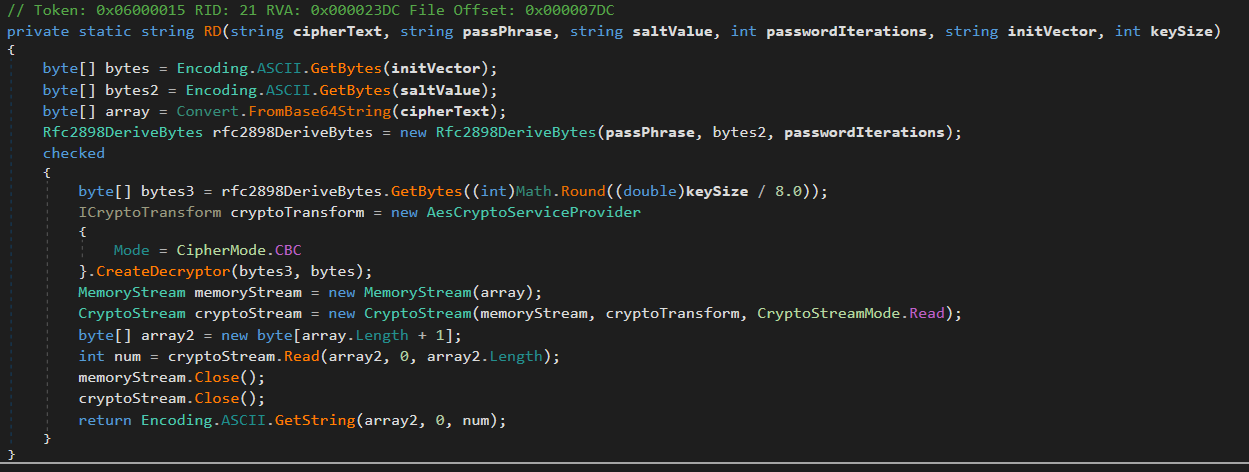 // Token: 0x06000015 RID: 21 RVA: 0x000023DC File Offset: 0x000007DC
private static string RD(string cipherText, string passPhrase, string saltValue, int passwordIterations, string initVector, int keySize)
{
    byte[] bytes = Encoding.ASCII.GetBytes(initVector);
    byte[] bytes2 = Encoding.ASCII.GetBytes(saltValue);
    byte[] array = Convert.FromBase64String(cipherText);
    Rfc2898DeriveBytes rfc2898DeriveBytes = new Rfc2898DeriveBytes(passPhrase, bytes2, passwordIterations);
    checked
    {
        byte[] bytes3 = rfc2898DeriveBytes.GetBytes((int)Math.Round((double)keySize / 8.0));
        ICryptoTransform cryptoTransform = new AesCryptoServiceProvider
        {
            Mode = CipherMode.CBC
        }.CreateDecryptor(bytes3, bytes);
        MemoryStream memoryStream = new MemoryStream(array);
        CryptoStream cryptoStream = new CryptoStream(memoryStream, cryptoTransform, CryptoStreamMode.Read);
        byte[] array2 = new byte[array.Length + 1];
        int num = cryptoStream.Read(array2, 0, array2.Length);
        memoryStream.Close();
        cryptoStream.Close();
        return Encoding.ASCII.GetString(array2, 0, num);
    }
}